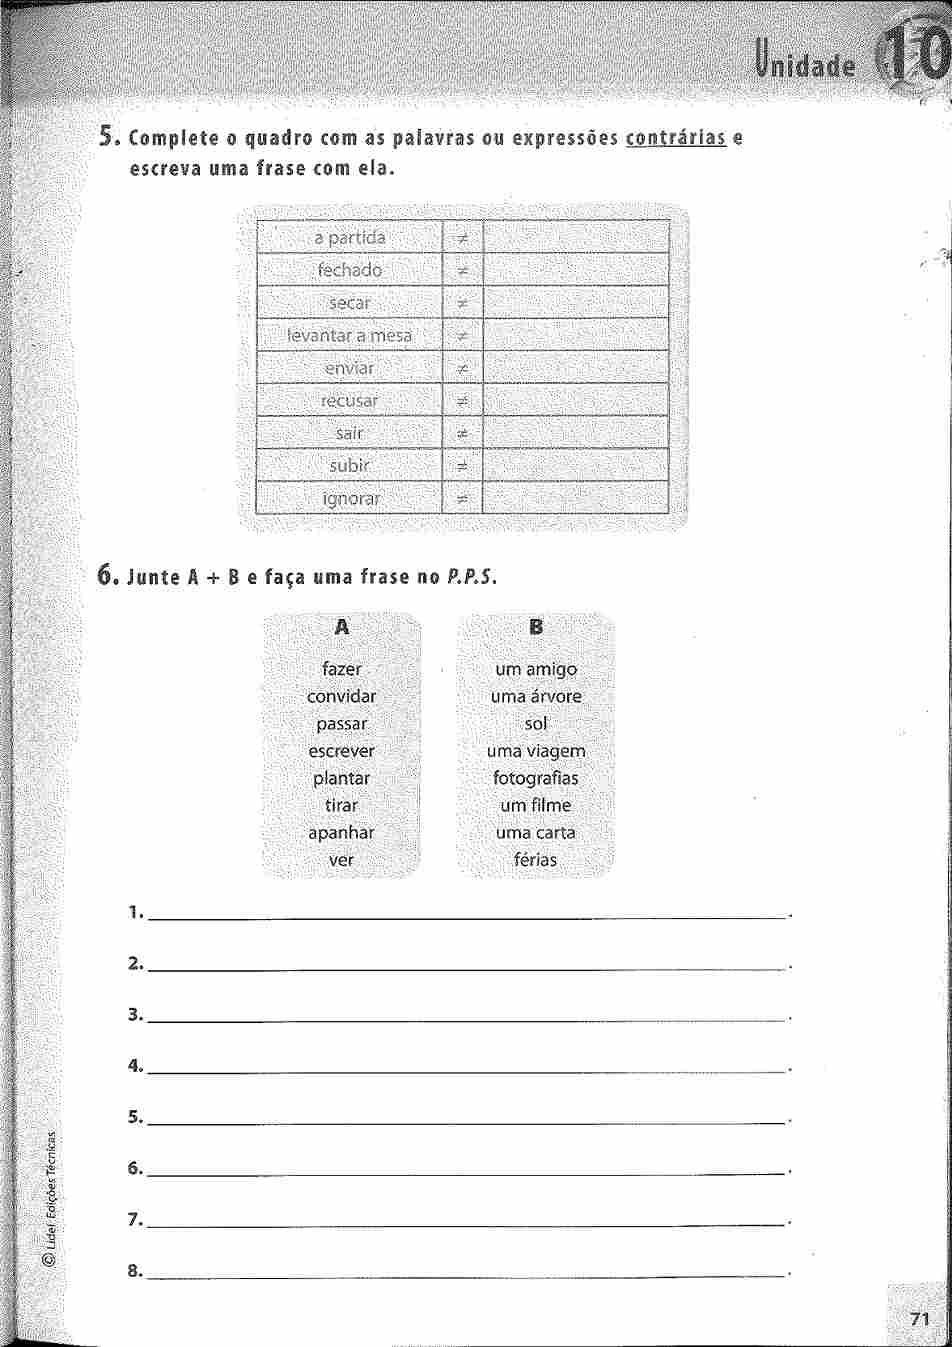 Unidade 10
5. Complete o quadro com as palavras ou expressões contrárias e
escreva uma frase com ela.
a partida ≠
fechado ≠
secar ≠
levantar a mesa ≠
enviar ≠
recusar ≠
sair ≠
subir ≠
ignorar ≠
6. Junte A + B e faça uma frase no P.P.S.
A B
fazer um amigo
convidar uma árvore
passar sol
escrever uma viagem
plantar fotografias
tirar um filme
apanhar uma carta
ver férias
1. .
2. .
3. .
4. .
5. .
6. .
7. .
8. .
© Lidel Edições Técnicas
71